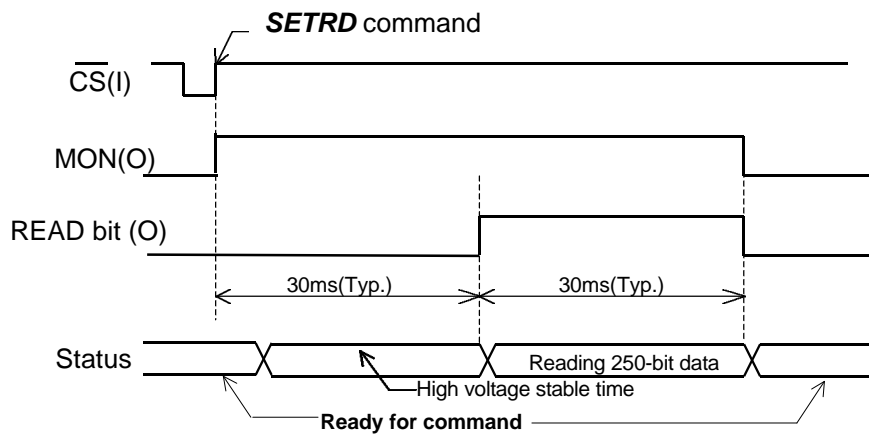 SETRD command
C̅S̅(I)
MON(O)
READ bit (O)
30ms(Typ.) 30ms(Typ.)
Status
Reading 250-bit data
High voltage stable time
Ready for command